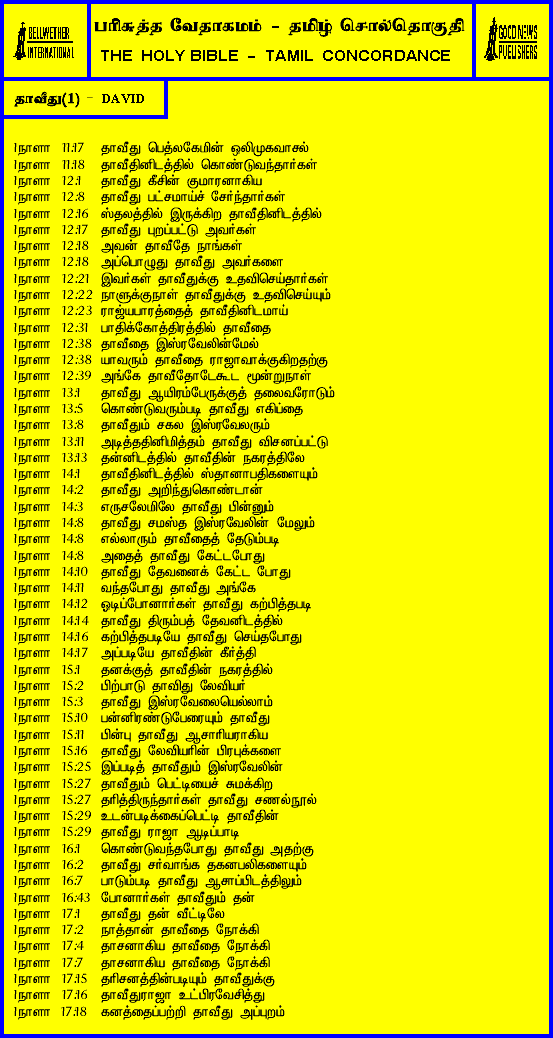 BELLWETHER INTERNATIONAL
பரிசுத்த வேதாகமம் - தமிழ் சொல்தொகுதி
THE HOLY BIBLE - TAMIL CONCORDANCE
GOOD NEWS PUBLISHERS
தாவீது(1) - DAVID
1நாளா 11:17 தாவீது பெத்லகேமின் ஒலிமுகவாசல்
1நாளா 11:18 தாவீதினிடத்தில் கொண்டுவந்தார்கள்
1நாளா 12:1 தாவீது கீசின் குமாரனாகிய
1நாளா 12:8 தாவீது பட்சமாய்ச் சேர்ந்தார்கள்
1நாளா 12:16 ஸ்தலத்தில் இருக்கிற தாவீதினிடத்தில்
1நாளா 12:17 தாவீது புறப்பட்டு அவர்கள்
1நாளா 12:18 அவன் தாவீதே நாங்கள்
1நாளா 12:18 அப்பொழுது தாவீது அவர்களை
1நாளா 12:21 இவர்கள் தாவீதுக்கு உதவிசெய்தார்கள்
1நாளா 12:22 நாளுக்குநாள் தாவீதுக்கு உதவிசெய்யும்
1நாளா 12:23 ராஜ்யபாரத்தைத் தாவீதினிடமாய்
1நாளா 12:31 பாதிக்கோத்திரத்தில் தாவீதை
1நாளா 12:38 தாவீதை இஸ்ரவேலின்மேல்
1நாளா 12:38 யாவரும் தாவீதை ராஜாவாக்குகிறதற்கு
1நாளா 12:39 அங்கே தாவீதோடேகூட மூன்றுநாள்
1நாளா 13:1 தாவீது ஆயிரம்பேருக்குத் தலைவரோடும்
1நாளா 13:5 கொண்டுவரும்படி தாவீது எகிப்தை
1நாளா 13:8 தாவீதும் சகல இஸ்ரவேலரும்
1நாளா 13:11 அடித்ததினிமித்தம் தாவீது விசனப்பட்டு
1நாளா 13:13 தன்னிடத்தில் தாவீதின் நகரத்திலே
1நாளா 14:1 தாவீதினிடத்தில் ஸ்தானாபதிகளையும்
1நாளா 14:2 தாவீது அறிந்துகொண்டான்
1நாளா 14:3 எருசலேமிலே தாவீது பின்னும்
1நாளா 14:8 தாவீது சமஸ்த இஸ்ரவேலின் மேலும்
1நாளா 14:8 எல்லாரும் தாவீதைத் தேடும்படி
1நாளா 14:8 அதைத் தாவீது கேட்டபோது
1நாளா 14:10 தாவீது தேவனைக் கேட்ட போது
1நாளா 14:11 வந்தபோது தாவீது அங்கே
1நாளா 14:12 ஓடிப்போனார்கள் தாவீது கற்பித்தபடி
1நாளா 14:14 தாவீது திரும்பத் தேவனிடத்தில்
1நாளா 14:16 கற்பித்தபடியே தாவீது செய்தபோது
1நாளா 14:17 அப்படியே தாவீதின் கீர்த்தி
1நாளா 15:1 தனக்குத் தாவீதின் நகரத்தில்
1நாளா 15:2 பிற்பாடு தாவிது லேவியர்
1நாளா 15:3 தாவீது இஸ்ரவேலையெல்லாம்
1நாளா 15:10 பன்னிரண்டுபேரையும் தாவீது
1நாளா 15:11 பின்பு தாவீது ஆசாரியராகிய
1நாளா 15:16 தாவீது லேவியரின் பிரபுக்களை
1நாளா 15:25 இப்படித் தாவீதும் இஸ்ரவேலின்
1நாளா 15:27 தாவீதும் பெட்டியைச் சுமக்கிற
1நாளா 15:27 தரித்திருந்தார்கள் தாவீது சணல்நூல்
1நாளா 15:29 உடன்படிக்கைப்பெட்டி தாவீதின்
1நாளா 15:29 தாவீது ராஜா ஆடிப்பாடி
1நாளா 16:1 கொண்டுவந்தபோது தாவீது அதற்கு
1நாளா 16:2 தாவீது சர்வாங்க தகனபலிகளையும்
1நாளா 16:7 பாடும்படி தாவீது ஆசாப்பிடத்திலும்
1நாளா 16:43 போனார்கள் தாவீதும் தன்
1நாளா 17:1 தாவீது தன் வீட்டிலே
1நாளா 17:2 நாத்தான் தாவீதை நோக்கி
1நாளா 17:4 தாசனாகிய தாவீதை நோக்கி
1நாளா 17:7 தாசனாகிய தாவீதை நோக்கி
1நாளா 17:15 தரிசனத்தின்படியும் தாவீதுக்கு
1நாளா 17:16 தாவீதுராஜா உட்பிரவேசித்து
1நாளா 17:18 கனத்தைப்பற்றி தாவீது அப்புறம்